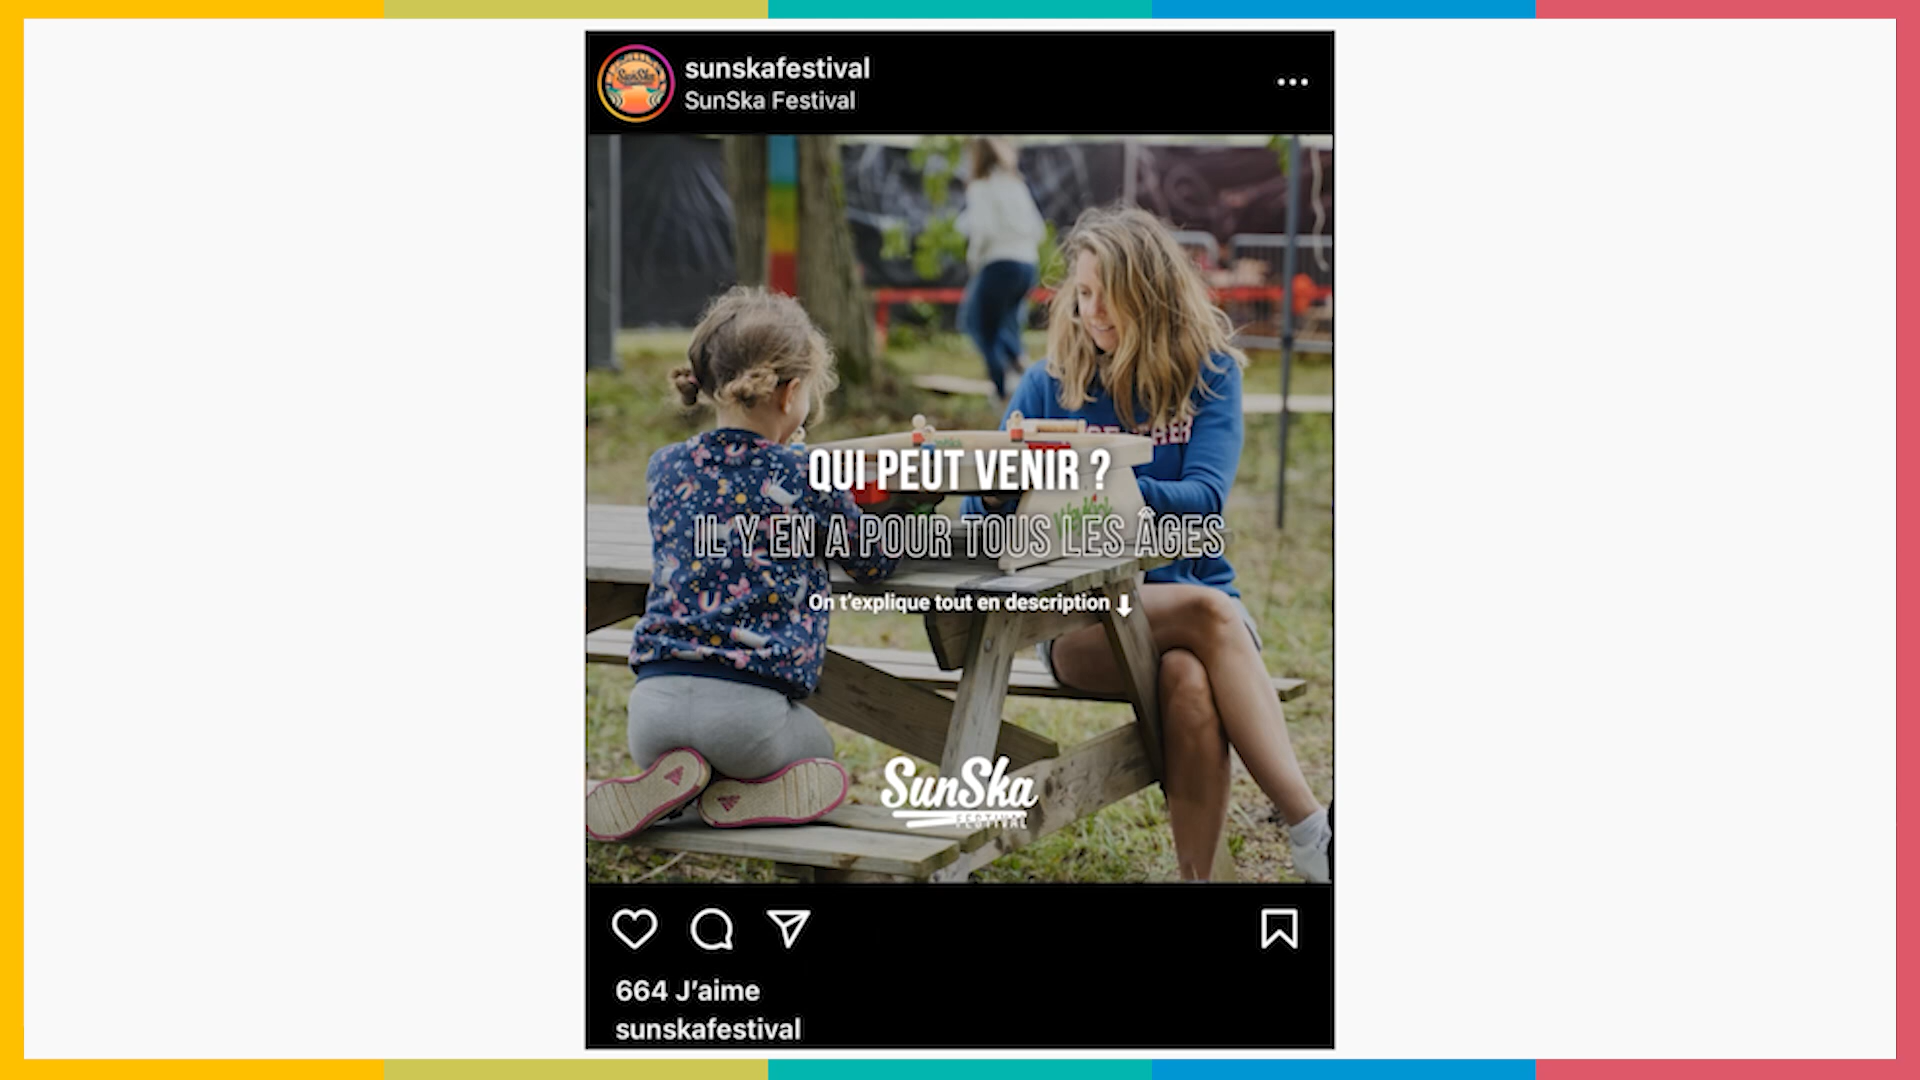 sunskafestival
SunSka Festival
QUI PEUT VENIR ?
IL Y EN A POUR TOUS LES ÂGES
On t'explique tout en description ⬇
SunSka
FESTIVAL
664 J'aime
sunskafestival